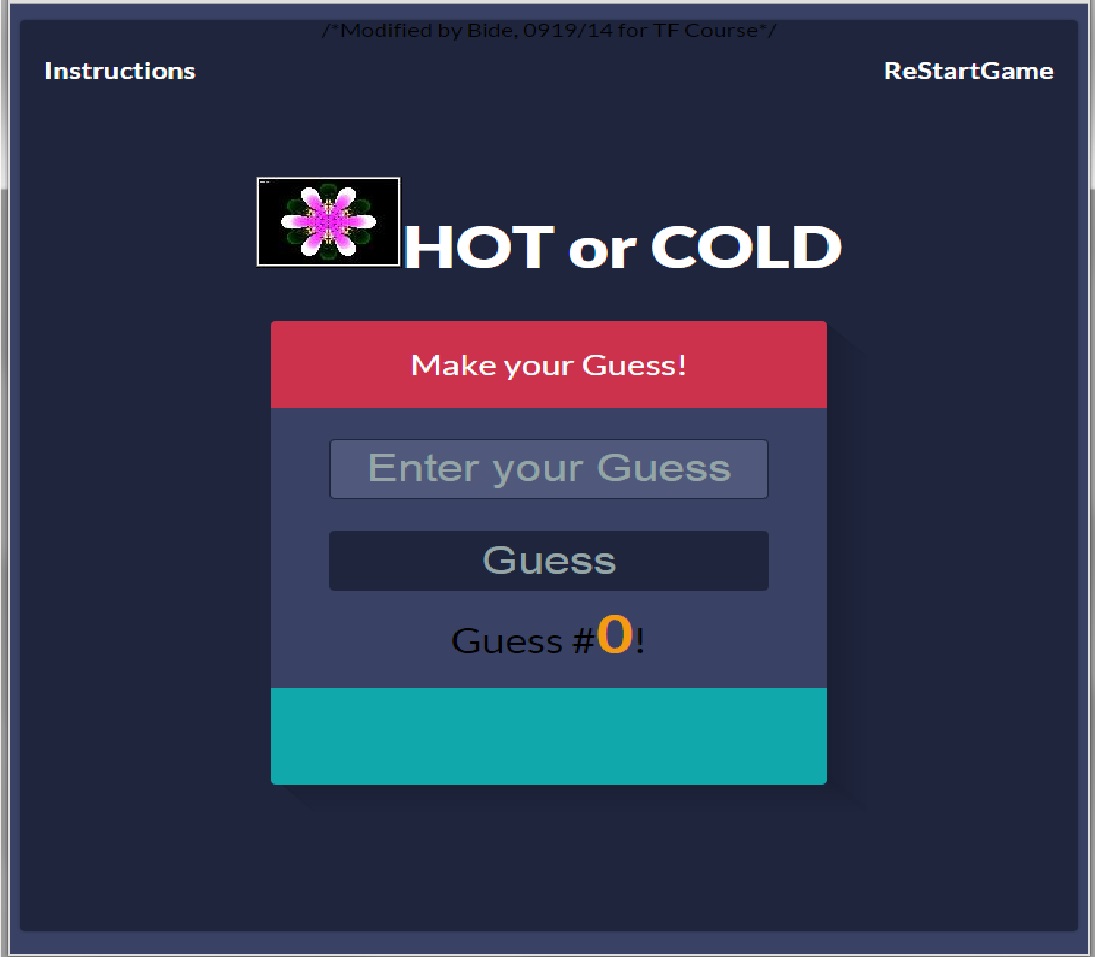 /*Modified by Bide, 0919/14 for TF Course*/
Instructions
ReStartGame
HOT or COLD
Make your Guess!
Enter your Guess
Guess
Guess #0!